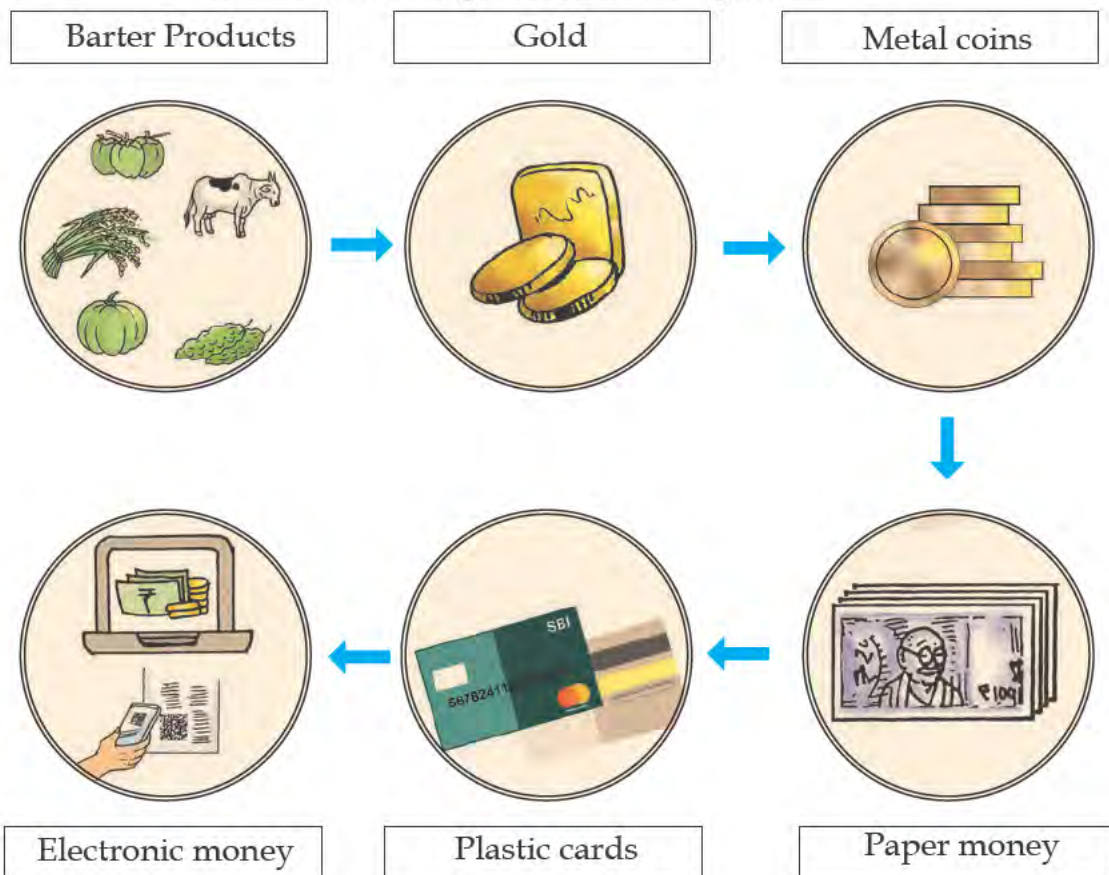 Barter Products
Gold
Metal coins
₹
SBI
Electronic money
Plastic cards
Paper money